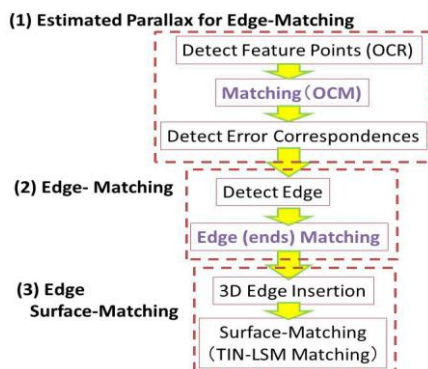 (1) Estimated Parallax for Edge-Matching
Detect Feature Points (OCR)
Matching（OCM）
Detect Error Correspondences
(2) Edge- Matching
Detect Edge
Edge (ends) Matching
(3) Edge
Surface-Matching
3D Edge Insertion
Surface-Matching
(TIN-LSM Matching）